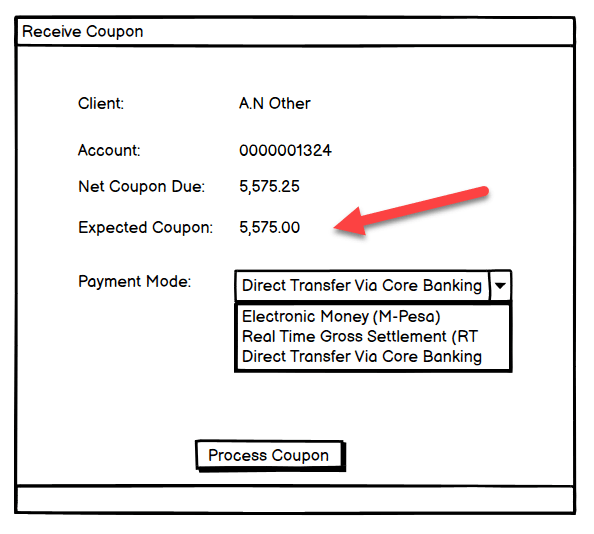 Receive Coupon
Client: A.N Other
Account: 0000001324
Net Coupon Due: 5,575.25
Expected Coupon: 5,575.00
Payment Mode: Direct Transfer Via Core Banking
Electronic Money (M-Pesa)
Real Time Gross Settlement (RT
Direct Transfer Via Core Banking
Process Coupon